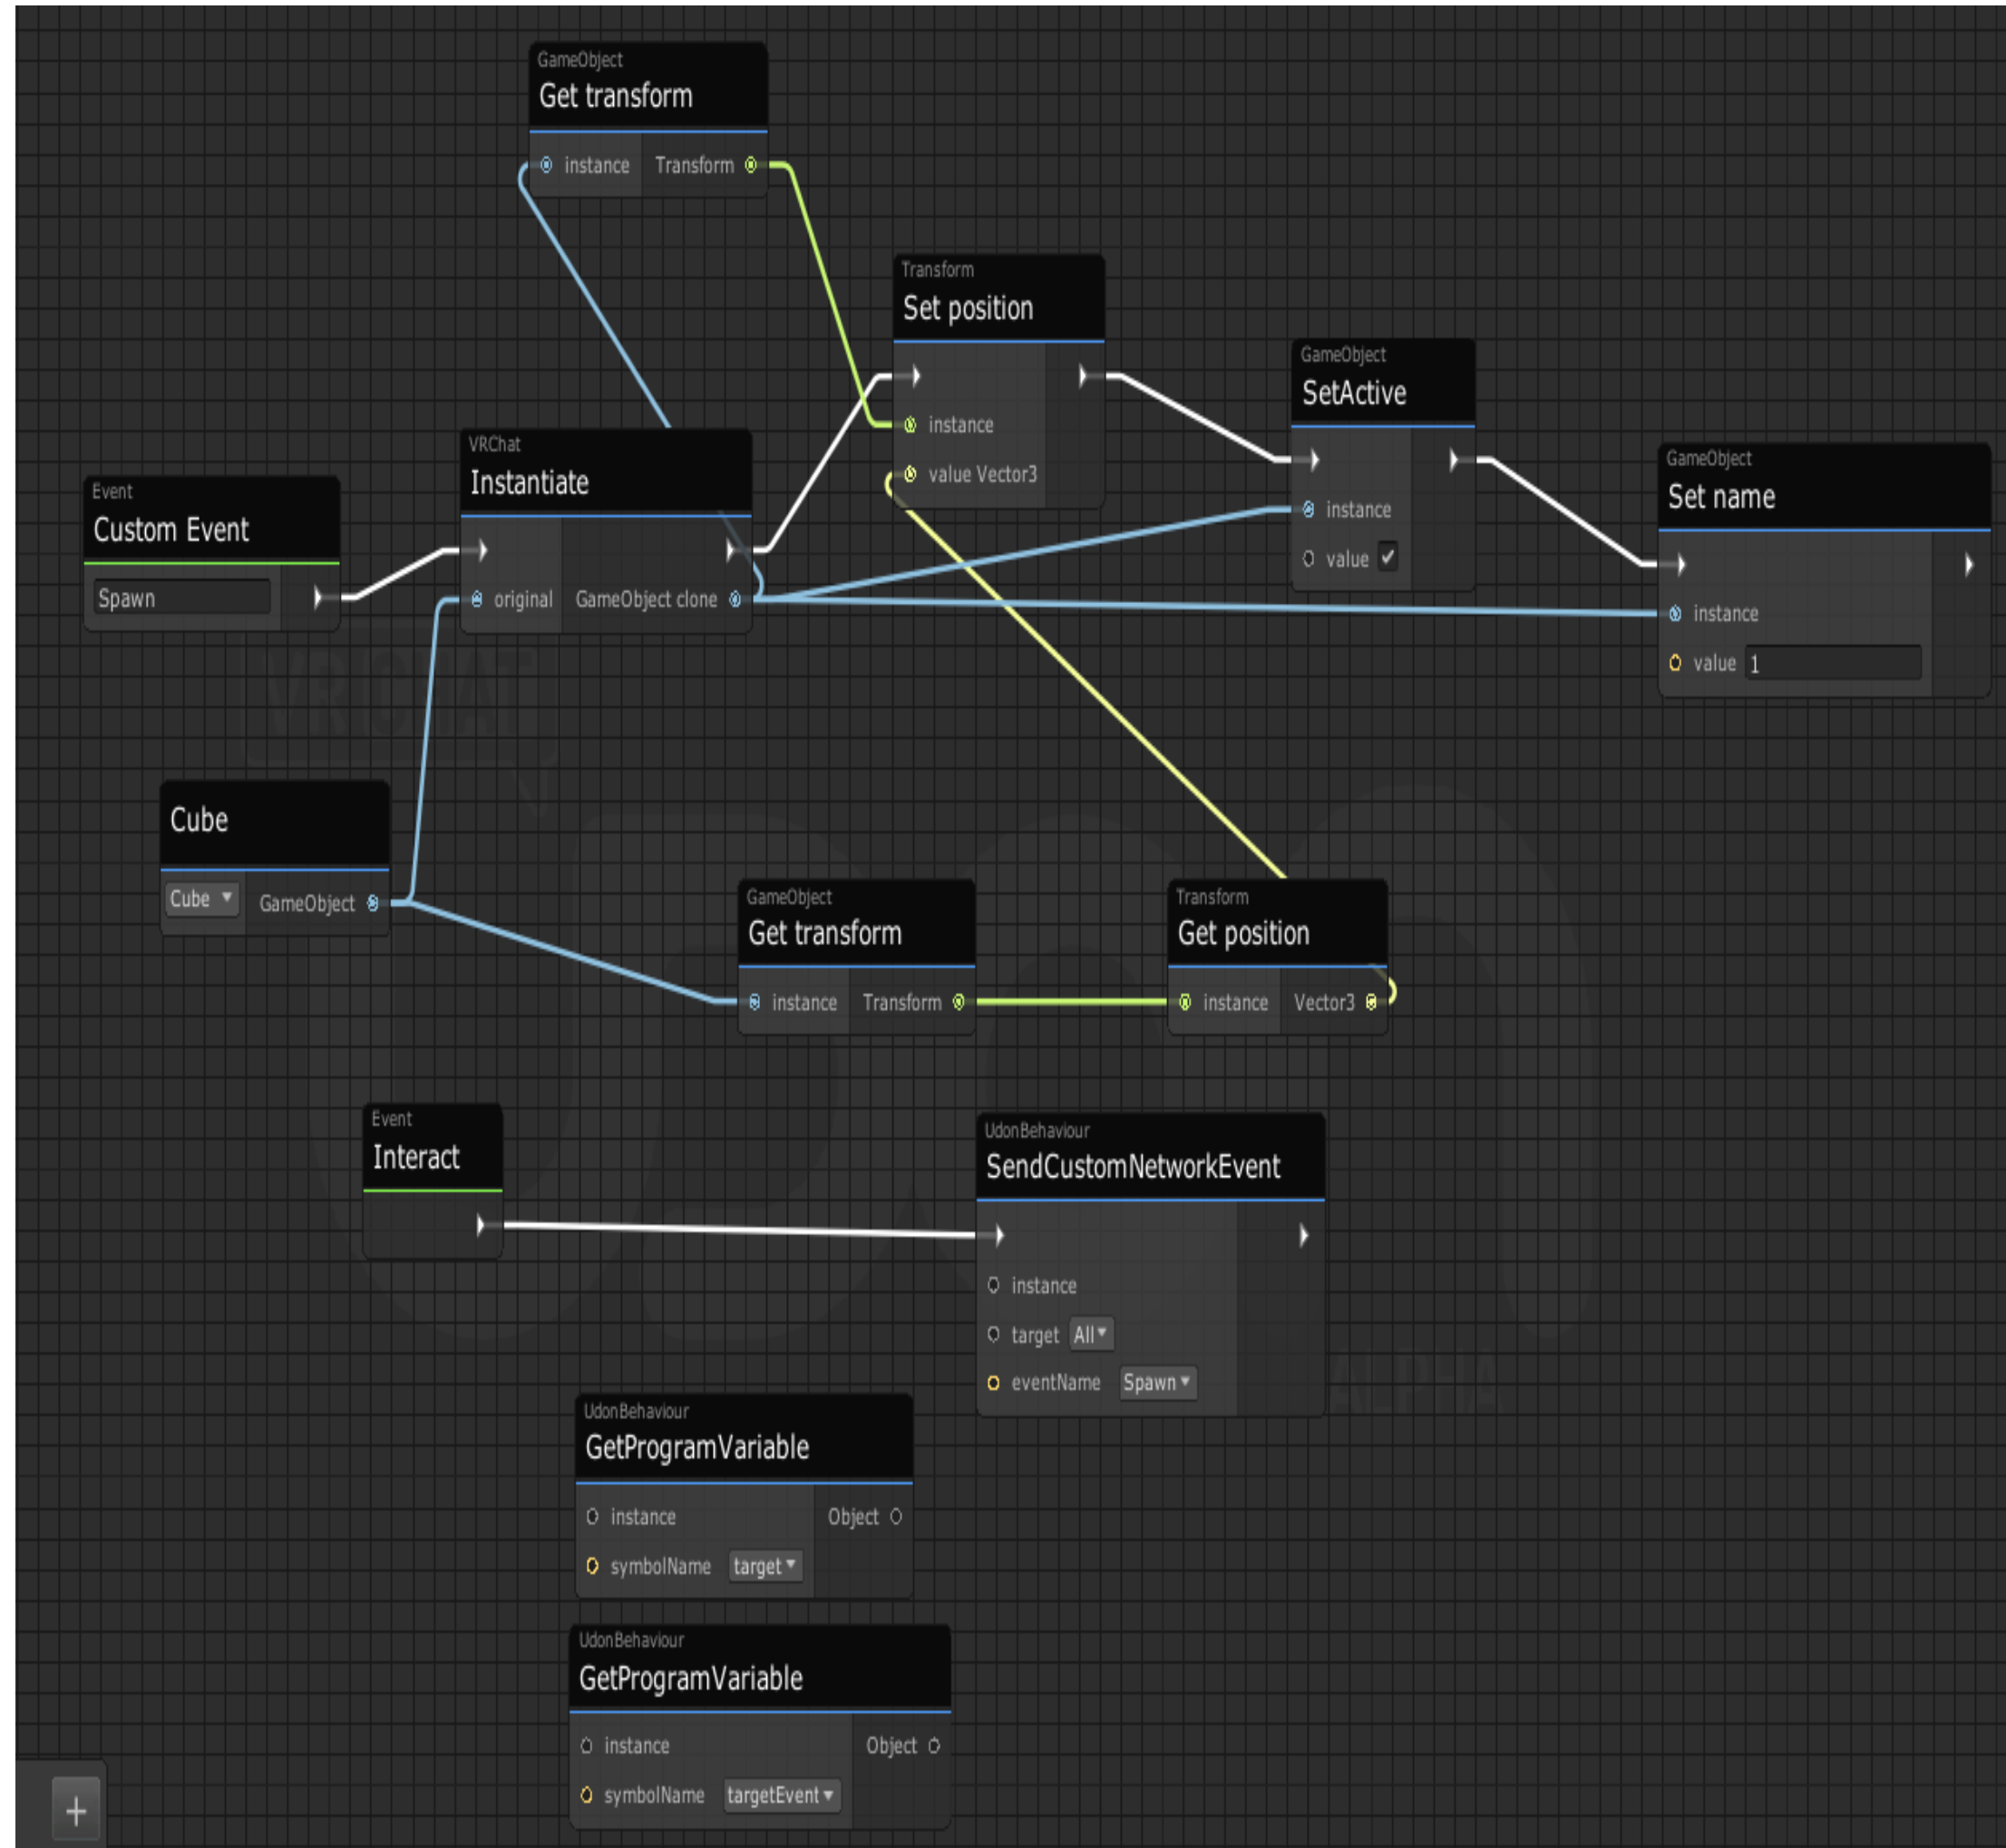 GameObject
Get transform
instance Transform
Transform
Set position
instance
value Vector3
GameObject
SetActive
instance
value
GameObject
Set name
instance
value 1
VRChat
Instantiate
original GameObject clone
Event
Custom Event
Spawn
VRCHAT
Cube
Cube GameObject
GameObject
Get transform
instance Transform
Transform
Get position
instance Vector3
Event
Interact
UdonBehaviour
SendCustomNetworkEvent
instance
target All
eventName Spawn
ALPHA
UdonBehaviour
GetProgramVariable
instance Object
symbolName target
UdonBehaviour
GetProgramVariable
instance Object
symbolName targetEvent
+